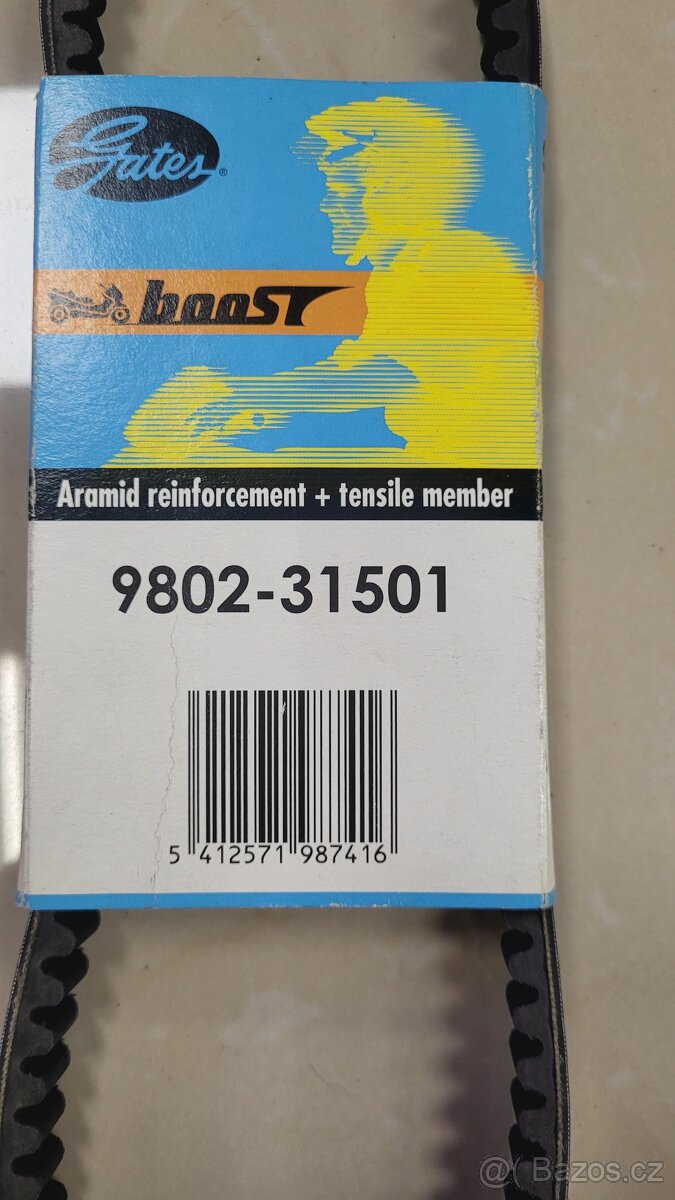 Gates®
boosT
Aramid reinforcement + tensile member
9802-31501
5 412571 987416
@ Bazos.cz